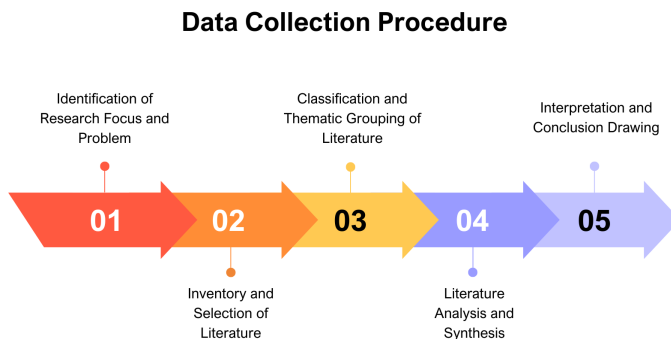 Data Collection Procedure
Identification of
Research Focus and
Problem
Classification and
Thematic Grouping of
Literature
Interpretation and
Conclusion Drawing
01
02
03
04
05
Inventory and
Selection of
Literature
Literature
Analysis and
Synthesis